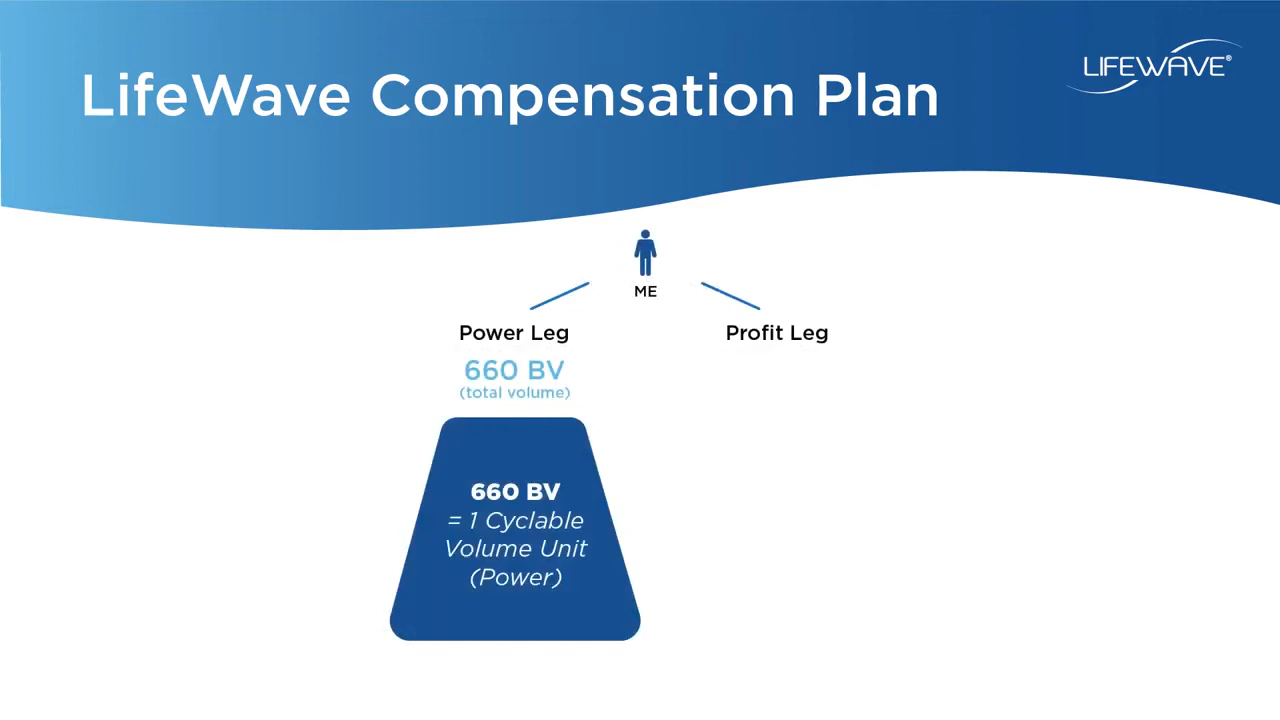 LifeWave Compensation Plan
LIFEWAVE®
ME
Power Leg
Profit Leg
660 BV
(total volume)
660 BV
= 1 Cyclable
Volume Unit
(Power)